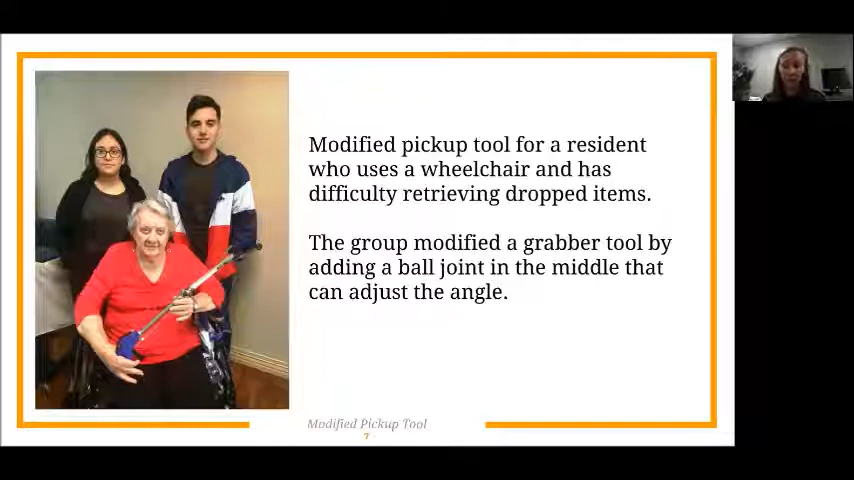 Modified pickup tool for a resident
who uses a wheelchair and has
difficulty retrieving dropped items.
The group modified a grabber tool by
adding a ball joint in the middle that
can adjust the angle.
Modified Pickup Tool
7